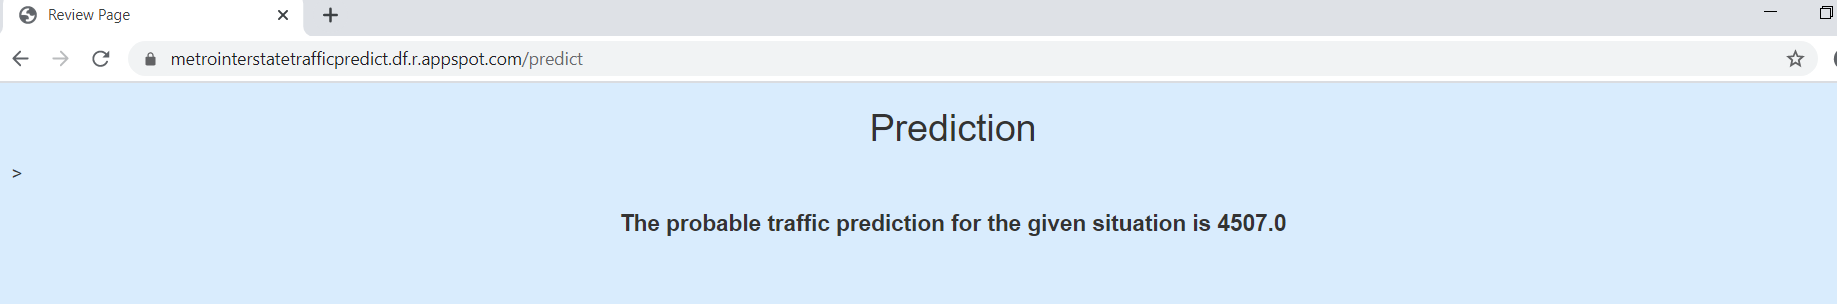 Review Page
metrointerstatetrafficpredict.df.r.appspot.com/predict
Prediction
>
The probable traffic prediction for the given situation is 4507.0